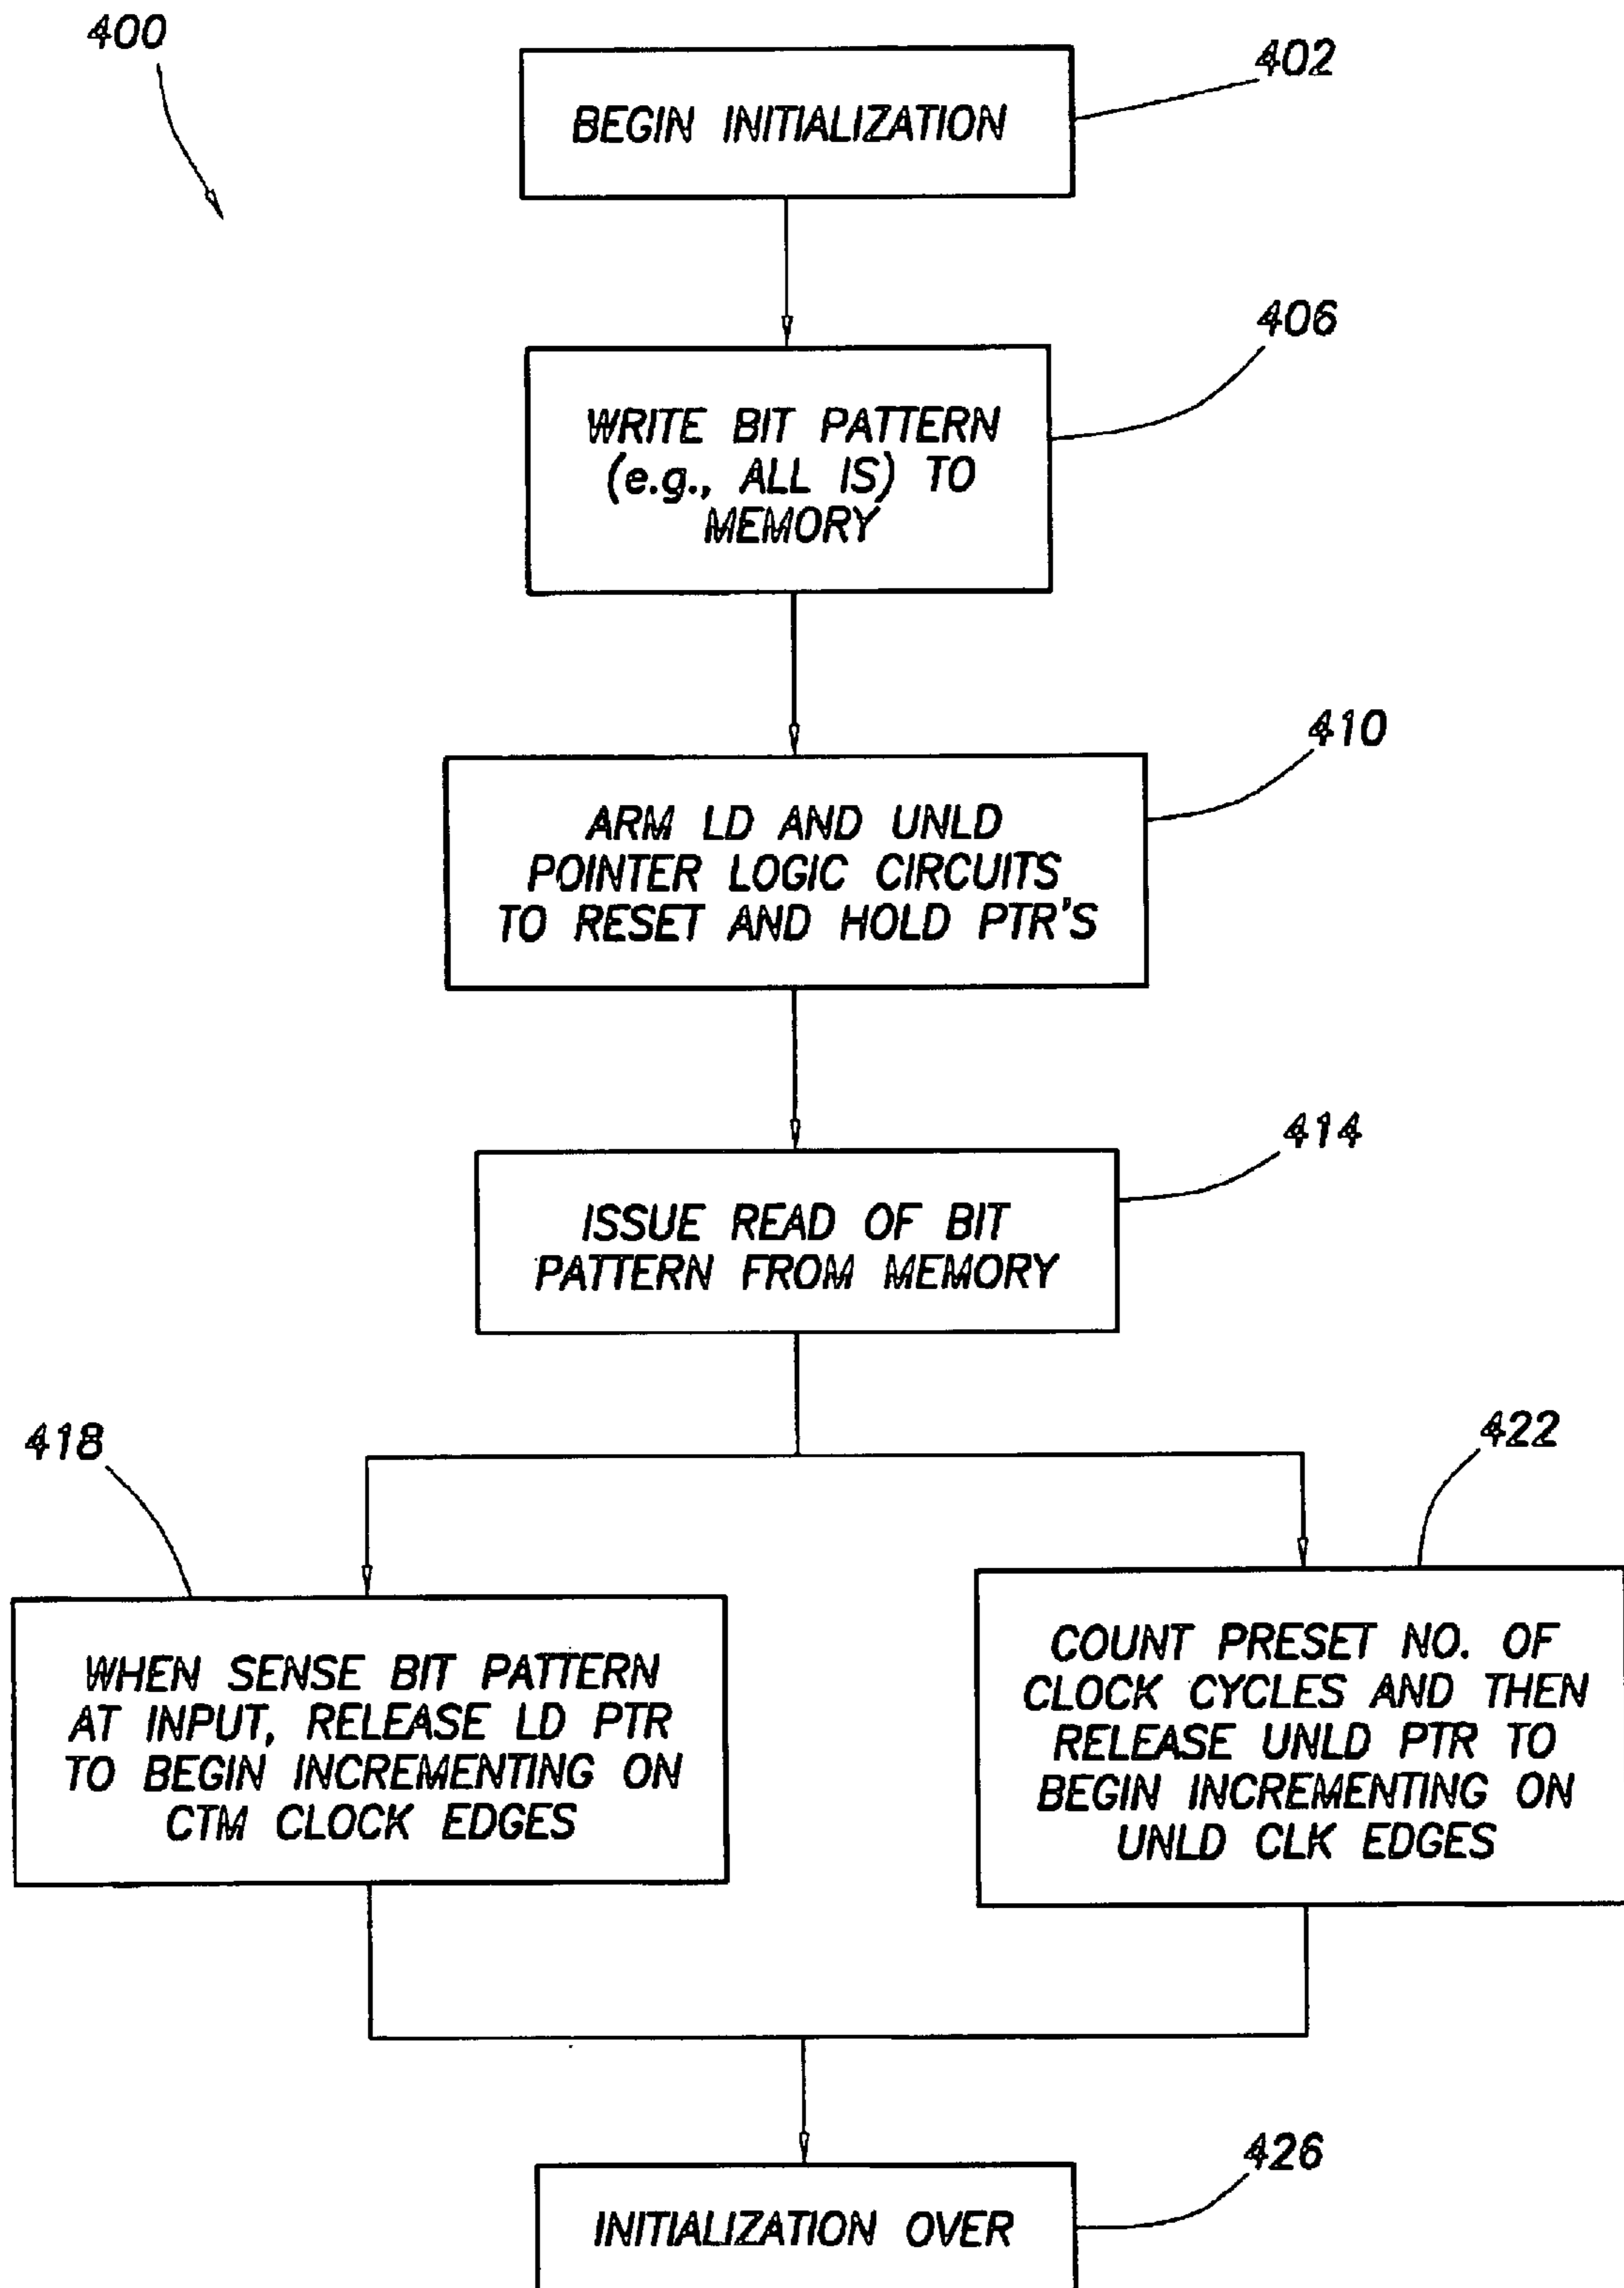 400
402
BEGIN INITIALIZATION
406
WRITE BIT PATTERN
(e.g., ALL IS) TO
MEMORY
410
ARM LD AND UNLD
POINTER LOGIC CIRCUITS
TO RESET AND HOLD PTR'S
414
ISSUE READ OF BIT
PATTERN FROM MEMORY
418
WHEN SENSE BIT PATTERN
AT INPUT, RELEASE LD PTR
TO BEGIN INCREMENTING ON
CTM CLOCK EDGES
422
COUNT PRESET NO. OF
CLOCK CYCLES AND THEN
RELEASE UNLD PTR TO
BEGIN INCREMENTING ON
UNLD CLK EDGES
426
INITIALIZATION OVER